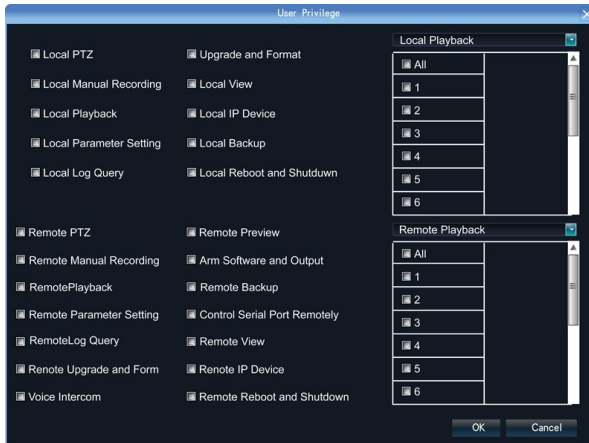 User Privilege
Local PTZ
Upgrade and Format
Local Manual Recording
Local View
Local Playback
Local IP Device
Local Parameter Setting
Local Backup
Local Log Query
Local Reboot and Shutduwn
Local Playback
All
1
2
3
4
5
6
Remote PTZ
Remote Preview
Remote Manual Recording
Arm Software and Output
RemotePlayback
Remote Backup
Remote Parameter Setting
Control Serial Port Remotely
RemoteLog Query
Remote View
Renote Upgrade and Form
Renote IP Device
Voice Intercom
Remote Reboot and Shutdown
Remote Playback
All
1
2
3
4
5
6
OK
Cancel